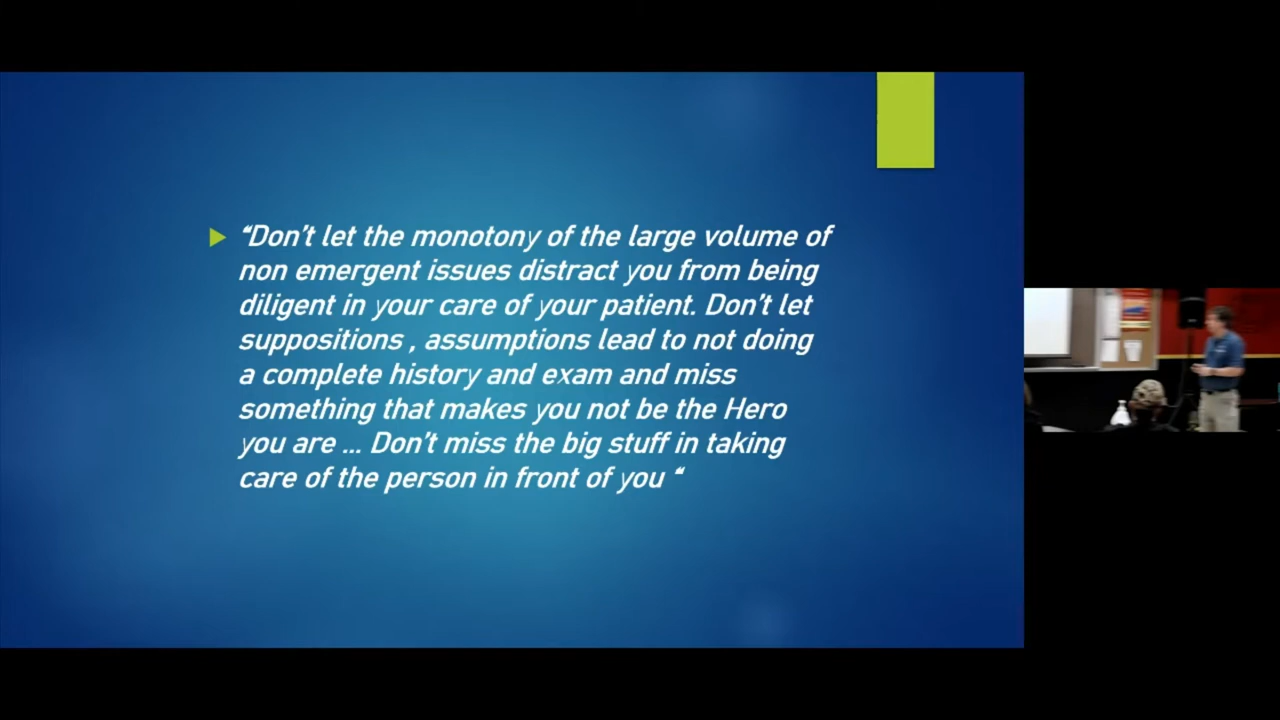 “Don’t let the monotony of the large volume of
non emergent issues distract you from being
diligent in your care of your patient. Don’t let
suppositions , assumptions lead to not doing
a complete history and exam and miss
something that makes you not be the Hero
you are ... Don’t miss the big stuff in taking
care of the person in front of you “